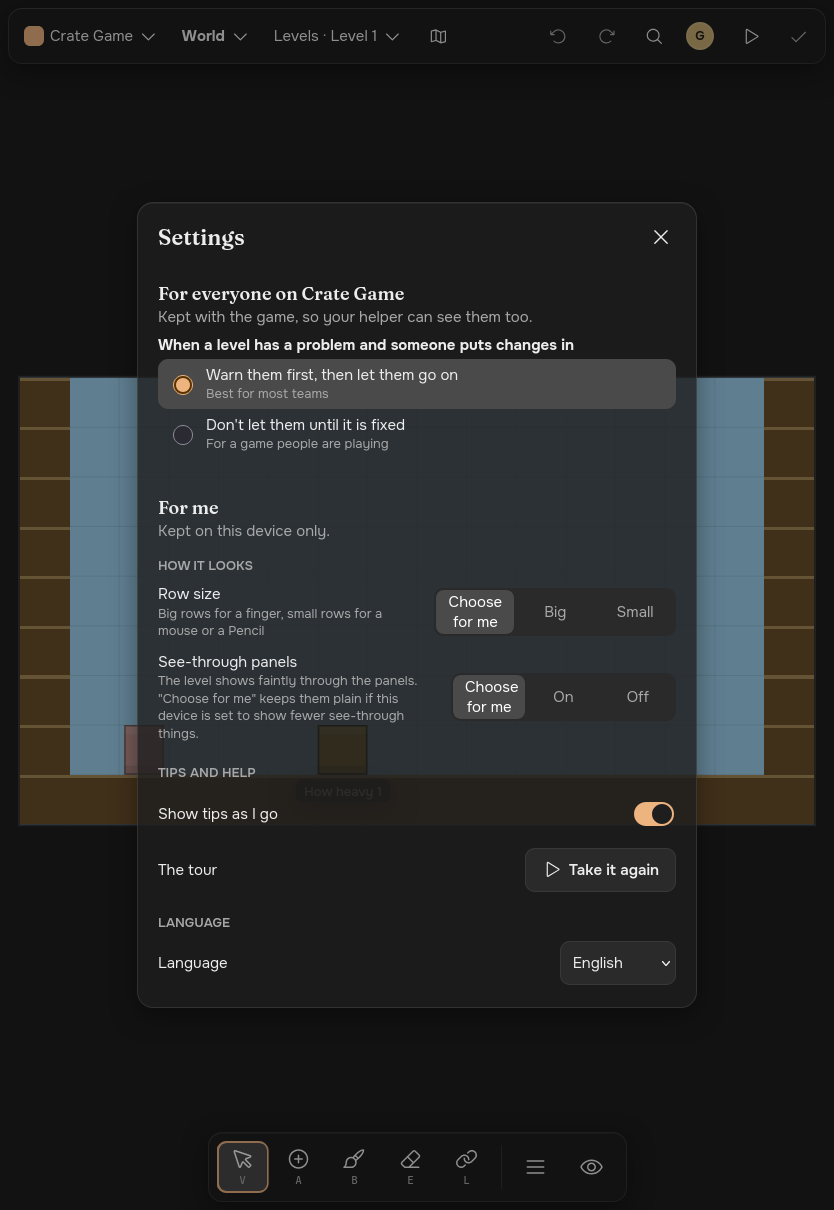 Crate Game
World
Levels · Level 1
G
Settings
For everyone on Crate Game
Kept with the game, so your helper can see them too.
When a level has a problem and someone puts changes in
Warn them first, then let them go on
Best for most teams
Don't let them until it is fixed
For a game people are playing
For me
Kept on this device only.
HOW IT LOOKS
Row size
Big rows for a finger, small rows for a
mouse or a Pencil
Choose
for me
Big
Small
See-through panels
The level shows faintly through the panels.
"Choose for me" keeps them plain if this
device is set to show fewer see-through
things.
Choose
for me
On
Off
TIPS AND HELP
How heavy 1
Show tips as I go
The tour
Take it again
LANGUAGE
Language
English
V
A
B
E
L